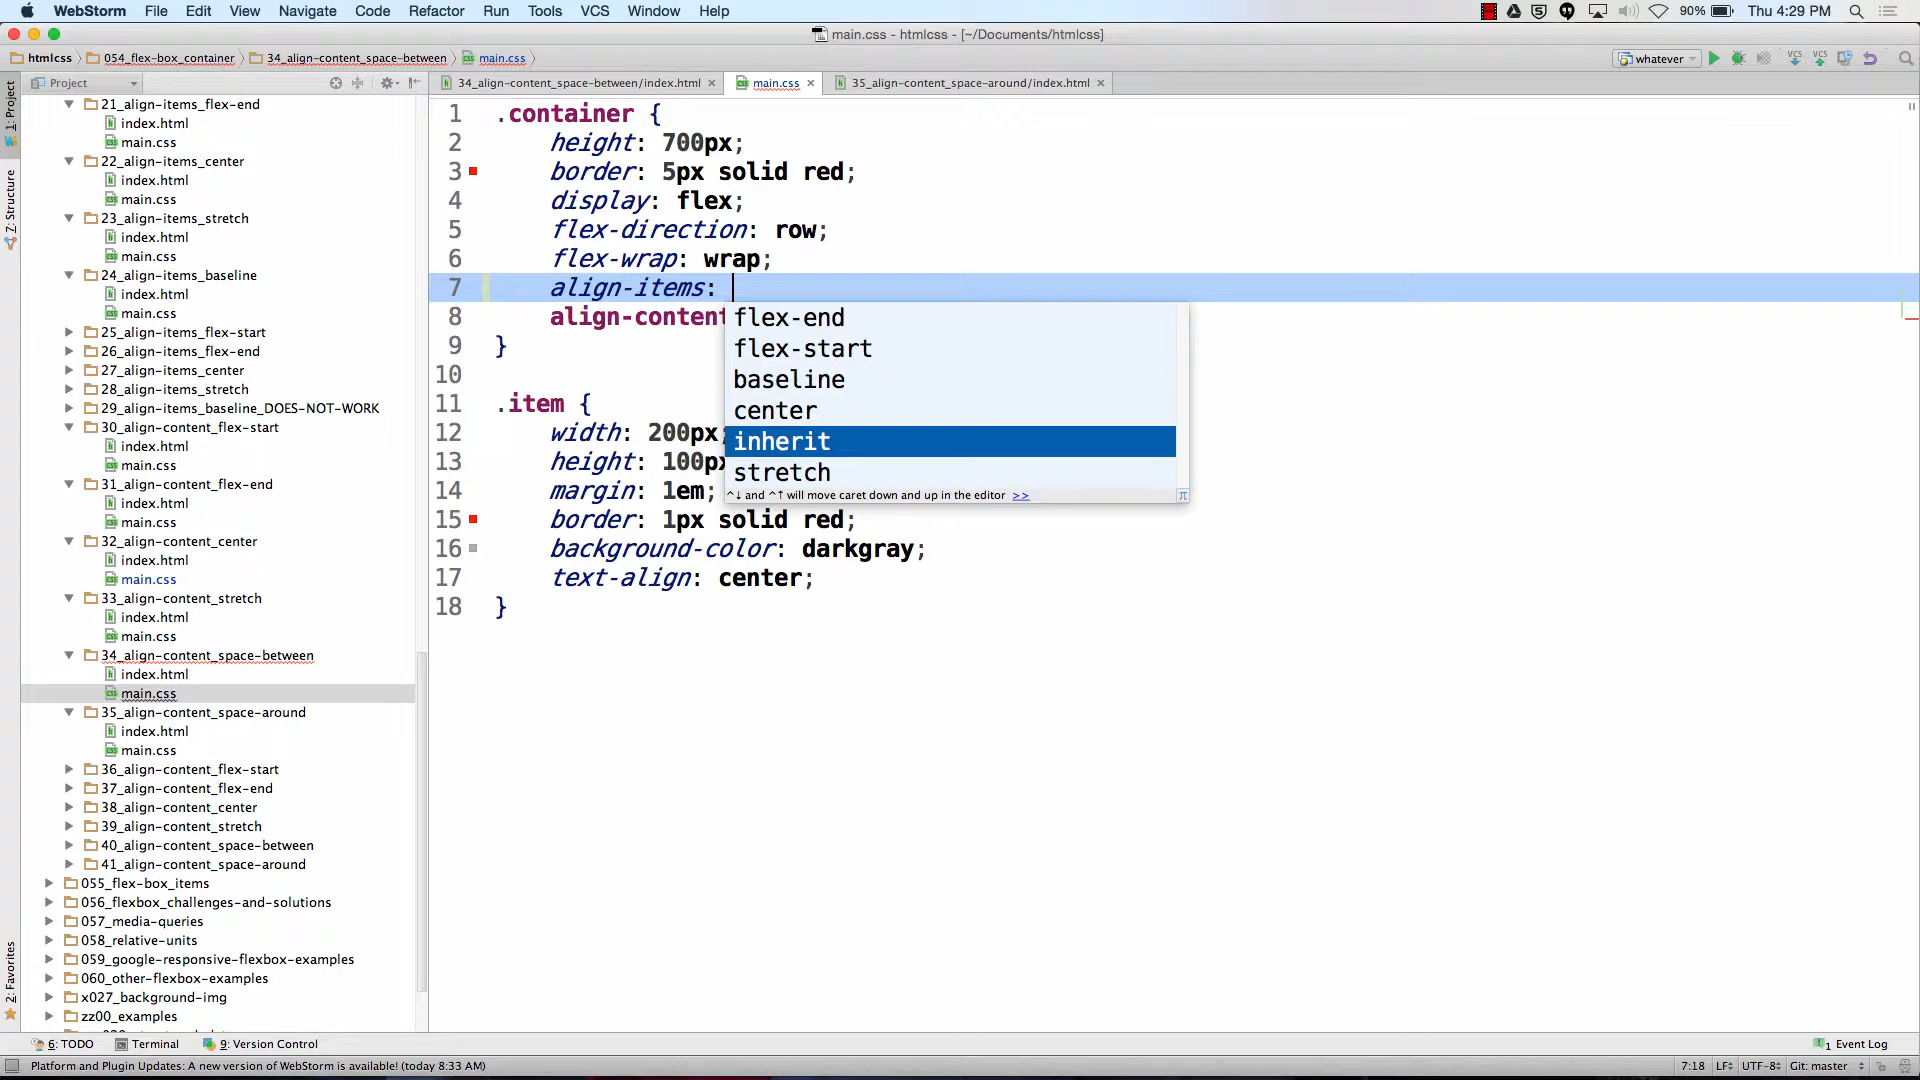 WebStorm File Edit View Navigate Code Refactor Run Tools VCS Window Help 90% Thu 4:29 PM
main.css - htmlcss - [~/Documents/htmlcss]
htmlcss 054_flex-box_container 34_align-content_space-between main.css whatever VCS VCS
Project 34_align-content_space-between/index.html main.css 35_align-content_space-around/index.html
1: Project
Z: Structure
2: Favorites
21_align-items_flex-end
index.html
main.css
22_align-items_center
index.html
main.css
23_align-items_stretch
index.html
main.css
24_align-items_baseline
index.html
main.css
25_align-items_flex-start
26_align-items_flex-end
27_align-items_center
28_align-items_stretch
29_align-items_baseline_DOES-NOT-WORK
30_align-content_flex-start
index.html
main.css
31_align-content_flex-end
index.html
main.css
32_align-content_center
index.html
main.css
33_align-content_stretch
index.html
main.css
34_align-content_space-between
index.html
main.css
35_align-content_space-around
index.html
main.css
36_align-content_flex-start
37_align-content_flex-end
38_align-content_center
39_align-content_stretch
40_align-content_space-between
41_align-content_space-around
055_flex-box_items
056_flexbox_challenges-and-solutions
057_media-queries
058_relative-units
059_google-responsive-flexbox-examples
060_other-flexbox-examples
x027_background-img
zz00_examples
1 .container {
2 height: 700px;
3 border: 5px solid red;
4 display: flex;
5 flex-direction: row;
6 flex-wrap: wrap;
7 align-items:
8 align-content
9 }
10
11 .item {
12 width: 200px;
13 height: 100px
14 margin: 1em;
15 border: 1px solid red;
16 background-color: darkgray;
17 text-align: center;
18 }
flex-end
flex-start
baseline
center
inherit
stretch
^↓ and ^↑ will move caret down and up in the editor >> π
6: TODO Terminal 9: Version Control 1 Event Log
Platform and Plugin Updates: A new version of WebStorm is available! (today 8:33 AM) 7:18 LF UTF-8 Git: master